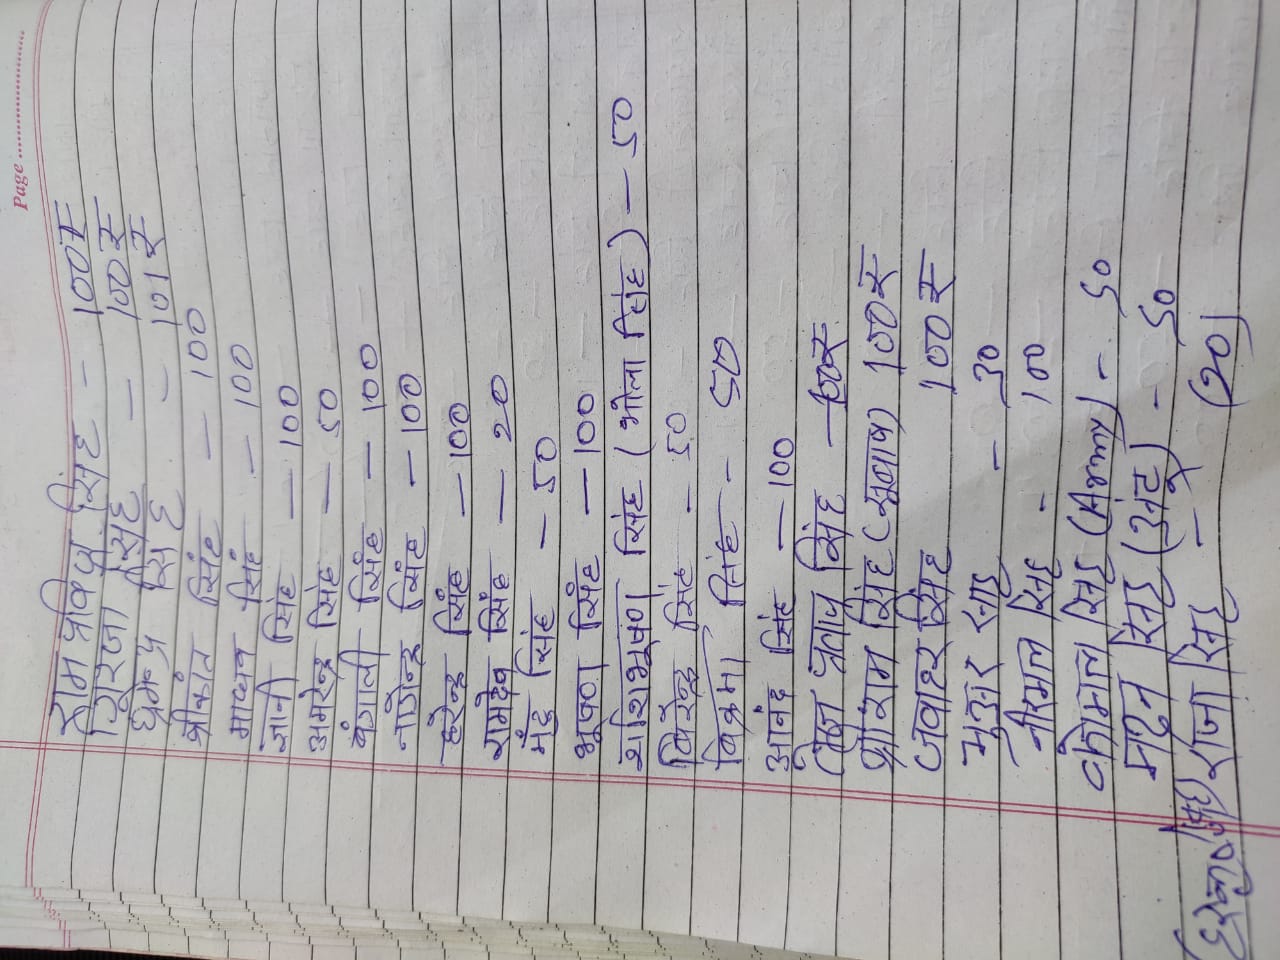 Page
राम प्रवेश सिंह - 100₹
गिरजा सिंह - 100₹
धर्मेन्द्र सिंह - 101₹
श्रीकांत सिंह - 100
माधव सिंह - 100
ज्ञानी सिंह - 100
अमरेन्द्र सिंह - 50
बंगाली सिंह - 100
नागेन्द्र सिंह - 100
हरेन्द्र सिंह - 100
रामदेव सिंह - 20
मंटु सिंह - 50
भूषण सिंह - 100
शशिभूषण सिंह (भोला सिंह) - 50
बिरेन्द्र सिंह - 50
बिक्रमा सिंह - 50
आनंद सिंह - 100
तेज प्रताप सिंह - 100₹
श्रीराम सिंह (सूबाष) 100₹
जवाहर सिंह 100₹
मुअर साह - 30
नीरमल सिंह - 100
कोमल सिंह (Army) - 50
मदन सिंह (अंटू) - 50
राजा सिंह - (20)